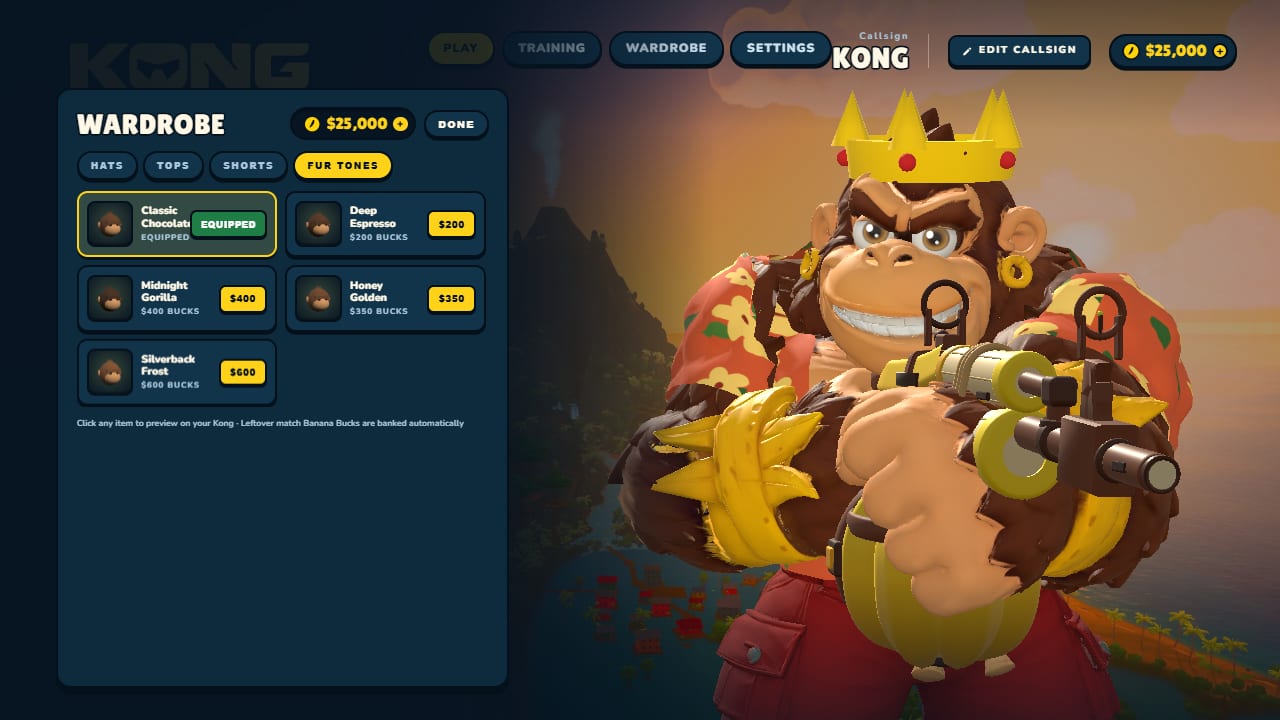 KONG
PLAY
TRAINING
WARDROBE
SETTINGS
Callsign
KONG
EDIT CALLSIGN
$25,000
WARDROBE
$25,000
DONE
HATS
TOPS
SHORTS
FUR TONES
Classic
Chocolat
EQUIPPED
EQUIPPED
Deep
Espresso
$200 BUCKS
$200
Midnight
Gorilla
$400 BUCKS
$400
Honey
Golden
$350 BUCKS
$350
Silverback
Frost
$600 BUCKS
$600
Click any item to preview on your Kong · Leftover match Banana Bucks are banked automatically